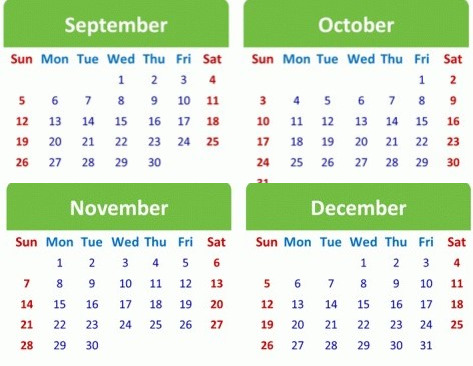 September
Sun Mon Tue Wed Thu Fri Sat
1 2 3 4
5 6 7 8 9 10 11
12 13 14 15 16 17 18
19 20 21 22 23 24 25
26 27 28 29 30
October
Sun Mon Tue Wed Thu Fri Sat
1 2
3 4 5 6 7 8 9
10 11 12 13 14 15 16
17 18 19 20 21 22 23
24 25 26 27 28 29 30
31
November
Sun Mon Tue Wed Thu Fri Sat
1 2 3 4 5 6
7 8 9 10 11 12 13
14 15 16 17 18 19 20
21 22 23 24 25 26 27
28 29 30
December
Sun Mon Tue Wed Thu Fri Sat
1 2 3 4
5 6 7 8 9 10 11
12 13 14 15 16 17 18
19 20 21 22 23 24 25
26 27 28 29 30 31